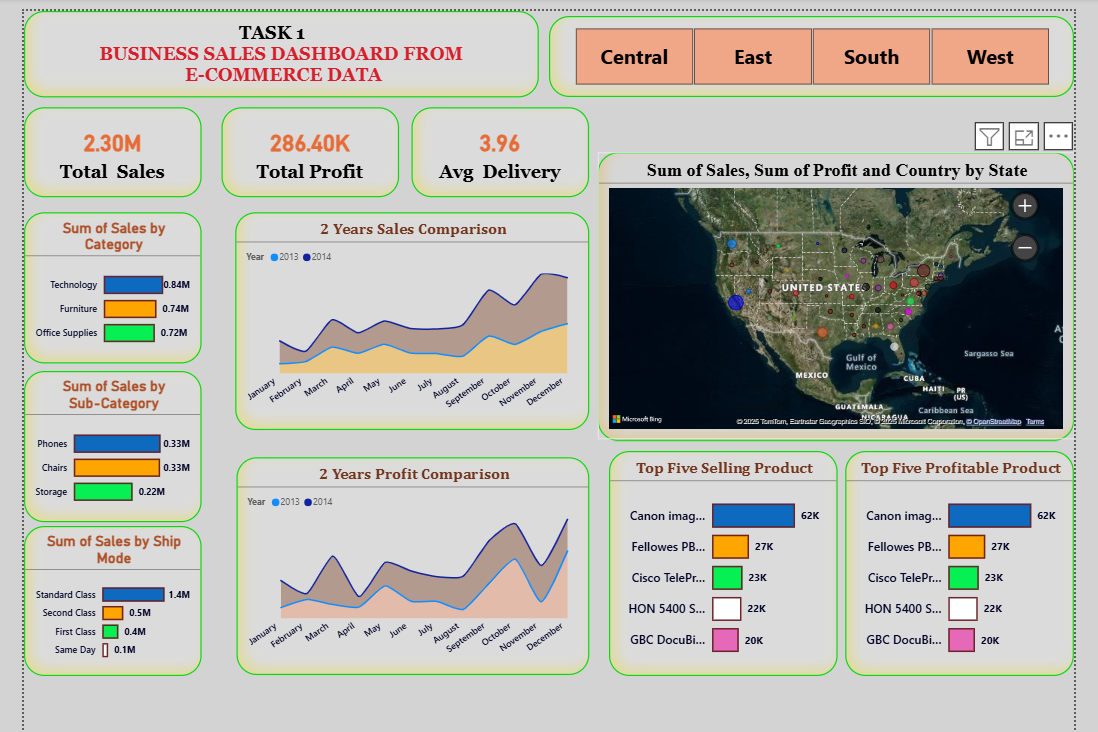 TASK 1
BUSINESS SALES DASHBOARD FROM
E-COMMERCE DATA
Central
East
South
West
2.30M
Total Sales
286.40K
Total Profit
3.96
Avg Delivery
Sum of Sales by
Category
Technology 0.84M
Furniture 0.74M
Office Supplies 0.72M
Sum of Sales by
Sub-Category
Phones 0.33M
Chairs 0.33M
Storage 0.22M
Sum of Sales by Ship
Mode
Standard Class 1.4M
Second Class 0.5M
First Class 0.4M
Same Day 0.1M
2 Years Sales Comparison
Year 2013 2014
January February March April May June July August September October November December
2 Years Profit Comparison
Year 2013 2014
January February March April May June July August September October November December
Sum of Sales, Sum of Profit and Country by State
UNITED STATES
Gulf of
Mexico
MEXICO
Sargasso Sea
CUBA
HAITI
PR
(US)
GUATEMALA
NICARAGUA
Caribbean Sea
Microsoft Bing
© 2025 TomTom, Earthstar Geographics SIO, © 2025 Microsoft Corporation, © OpenStreetMap Terms
Top Five Selling Product
Canon imag... 62K
Fellowes PB... 27K
Cisco TelePr... 23K
HON 5400 S... 22K
GBC DocuBi... 20K
Top Five Profitable Product
Canon imag... 62K
Fellowes PB... 27K
Cisco TelePr... 23K
HON 5400 S... 22K
GBC DocuBi... 20K